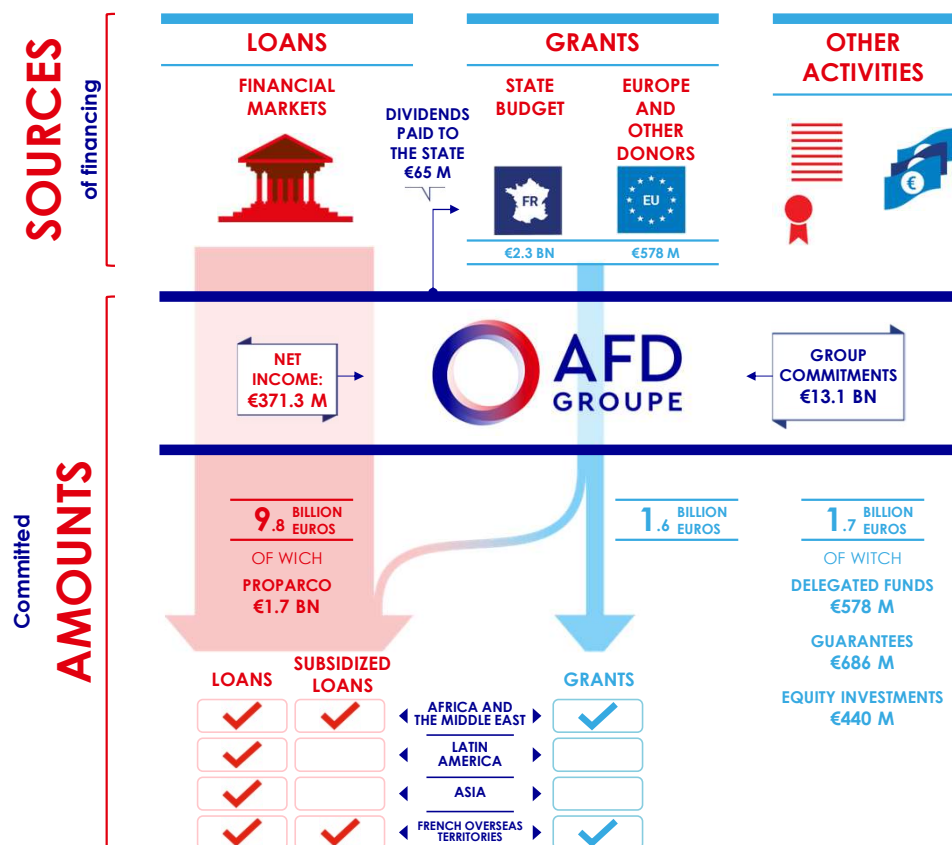 SOURCES
of financing
LOANS
FINANCIAL
MARKETS
DIVIDENDS
PAID TO
THE STATE
€65 M
GRANTS
STATE
BUDGET
FR
€2.3 BN
EUROPE
AND
OTHER
DONORS
EU
€578 M
OTHER
ACTIVITIES
€
Committed
AMOUNTS
NET
INCOME:
€371.3 M
AFD
GROUPE
GROUP
COMMITMENTS
€13.1 BN
9.8 BILLION
EUROS
OF WICH
PROPARCO
€1.7 BN
1.6 BILLION
EUROS
1.7 BILLION
EUROS
OF WITCH
DELEGATED FUNDS
€578 M
GUARANTEES
€686 M
EQUITY INVESTMENTS
€440 M
LOANS
SUBSIDIZED
LOANS
GRANTS
AFRICA AND
THE MIDDLE EAST
LATIN
AMERICA
ASIA
FRENCH OVERSEAS
TERRITORIES